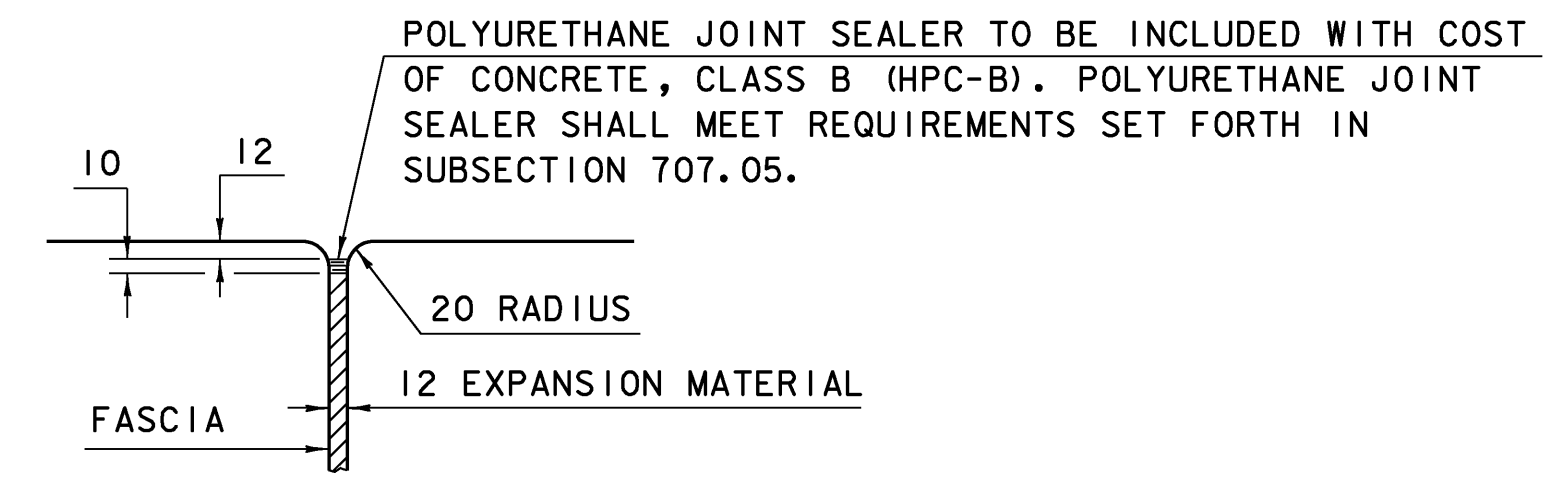 POLYURETHANE JOINT SEALER TO BE INCLUDED WITH COST
OF CONCRETE, CLASS B (HPC-B). POLYURETHANE JOINT
SEALER SHALL MEET REQUIREMENTS SET FORTH IN
SUBSECTION 707.05.
10
12
20 RADIUS
12 EXPANSION MATERIAL
FASCIA